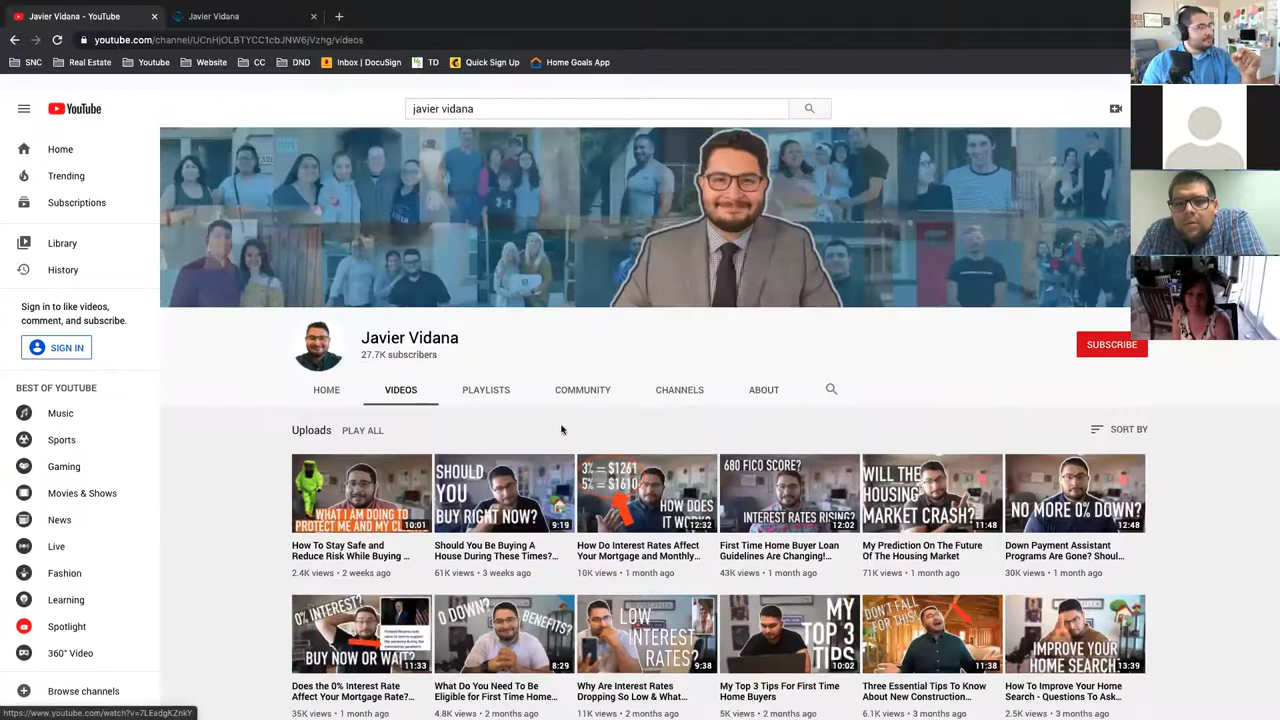 Javier Vidana - YouTube
Javier Vidana
youtube.com/channel/UCnHjOLBTYCC1cbJNW6jVzhg/videos
SNC Real Estate Youtube Website CC DND Inbox | DocuSign TD Quick Sign Up Home Goals App
YouTube
javier vidana
Home
Trending
Subscriptions
Library
History
Sign in to like videos,
comment, and subscribe.
SIGN IN
BEST OF YOUTUBE
Music
Sports
Gaming
Movies & Shows
News
Live
Fashion
Learning
Spotlight
360° Video
Browse channels
https://www.youtube.com/watch?v=7LEadgKZnkY
Javier Vidana
27.7K subscribers
SUBSCRIBE
HOME VIDEOS PLAYLISTS COMMUNITY CHANNELS ABOUT
Uploads PLAY ALL SORT BY
WHAT I AM DOING TO
PROTECT ME AND MY
10:01
How To Stay Safe and
Reduce Risk While Buying ...
2.4K views • 2 weeks ago
SHOULD
YOU
BUY RIGHT NOW?
9:19
Should You Be Buying A
House During These Times?...
61K views • 3 weeks ago
3% = $1261
5% = $1610
HOW DOES
IT WORK
12:32
How Do Interest Rates Affect
Your Mortgage and Monthly...
10K views • 1 month ago
680 FICO SCORE?
INTEREST RATES RISING?
12:02
First Time Home Buyer Loan
Guidelines Are Changing!...
43K views • 1 month ago
WILL THE
HOUSING
MARKET CRASH?
11:48
My Prediction On The Future
Of The Housing Market
71K views • 1 month ago
NO MORE 0% DOWN?
12:48
Down Payment Assistant
Programs Are Gone? Shoul...
30K views • 1 month ago
0% INTEREST?
BUY NOW OR WAIT?
11:33
Does the 0% Interest Rate
Affect Your Mortgage Rate?...
35K views • 1 month ago
0 DOWN?
BENEFITS?
8:29
What Do You Need To Be
Eligible for First Time Home...
4.8K views • 2 months ago
LOW
INTEREST
RATES?
9:38
Why Are Interest Rates
Dropping So Low & What...
11K views • 2 months ago
MY
TOP 3
TIPS
10:02
My Top 3 Tips For First Time
Home Buyers
5K views • 2 months ago
DON'T FALL
FOR THIS!
11:38
Three Essential Tips To Know
About New Construction...
6.1K views • 3 months ago
IMPROVE YOUR
HOME SEARCH
13:39
How To Improve Your Home
Search - Questions To Ask...
2.5K views • 3 months ago